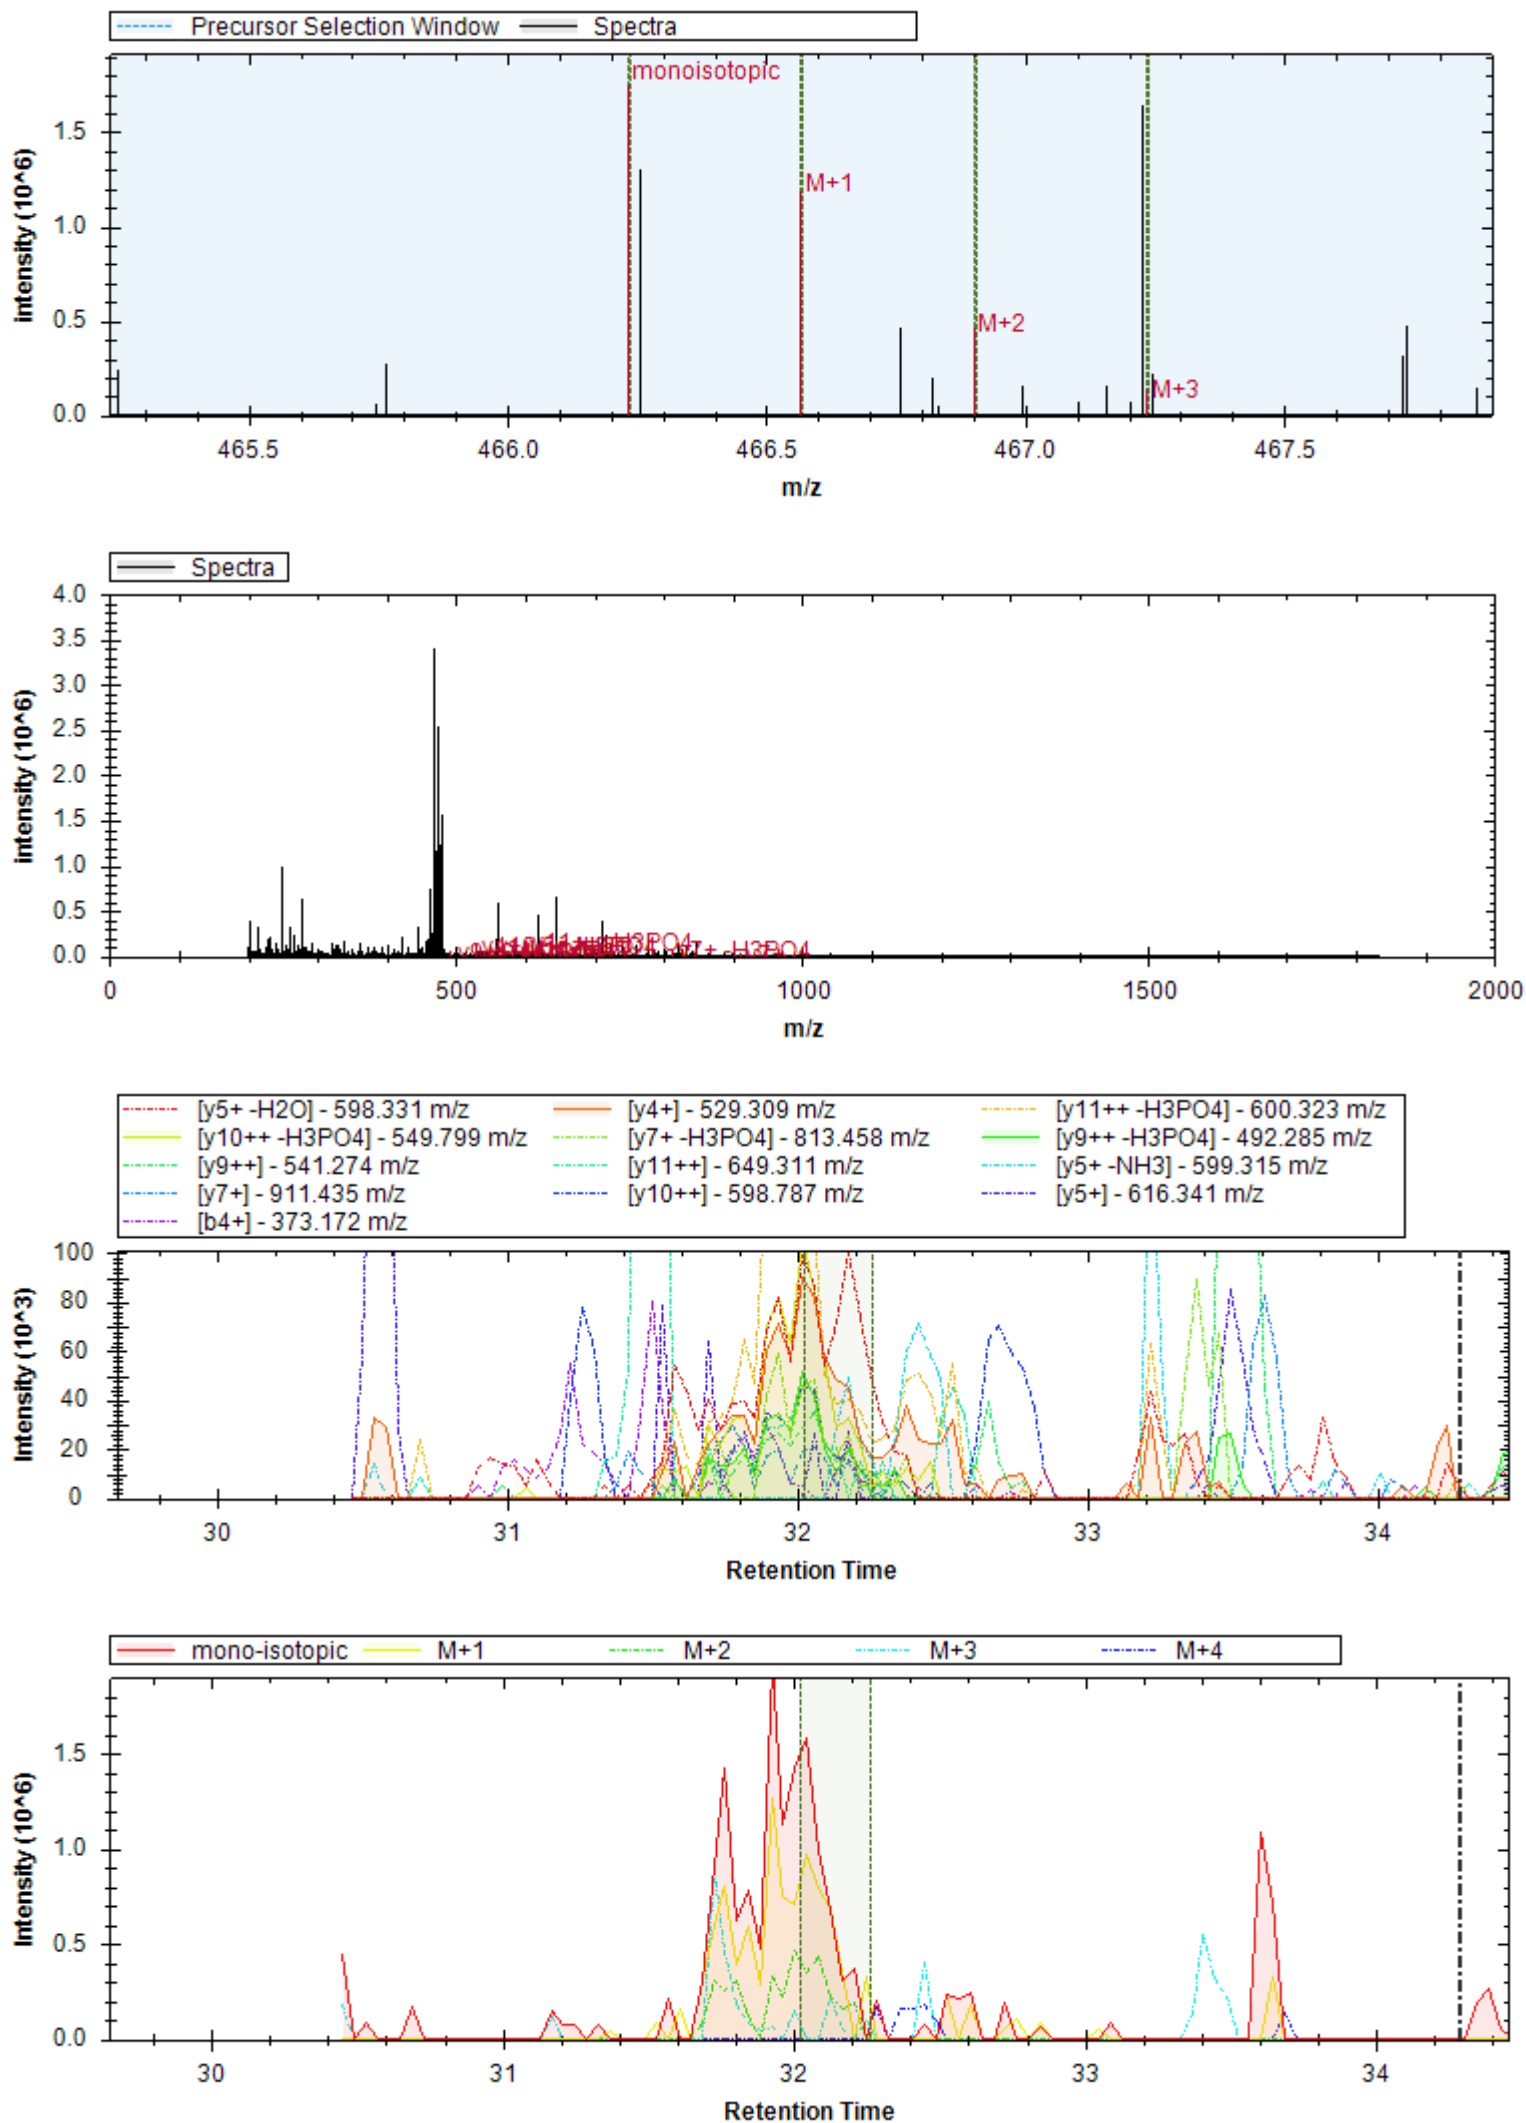 Precursor Selection Window Spectra
monoisotopic
M+1
M+2
M+3
intensity (10^6)
1.5
1.0
0.5
0.0
465.5 466.0 466.5 467.0 467.5
m/z
Spectra
intensity (10^6)
4.0
3.5
3.0
2.5
2.0
1.5
1.0
0.5
0.0
-H3PO4
7+ -H3PO4
0 500 1000 1500 2000
m/z
[y5+ -H2O] - 598.331 m/z [y4+] - 529.309 m/z [y11++ -H3PO4] - 600.323 m/z
[y10++ -H3PO4] - 549.799 m/z [y7+ -H3PO4] - 813.458 m/z [y9++ -H3PO4] - 492.285 m/z
[y9++] - 541.274 m/z [y11++] - 649.311 m/z [y5+ -NH3] - 599.315 m/z
[y7+] - 911.435 m/z [y10++] - 598.787 m/z [y5+] - 616.341 m/z
[b4+] - 373.172 m/z
Intensity (10^3)
100
80
60
40
20
0
30 31 32 33 34
Retention Time
mono-isotopic M+1 M+2 M+3 M+4
Intensity (10^6)
1.5
1.0
0.5
0.0
30 31 32 33 34
Retention Time